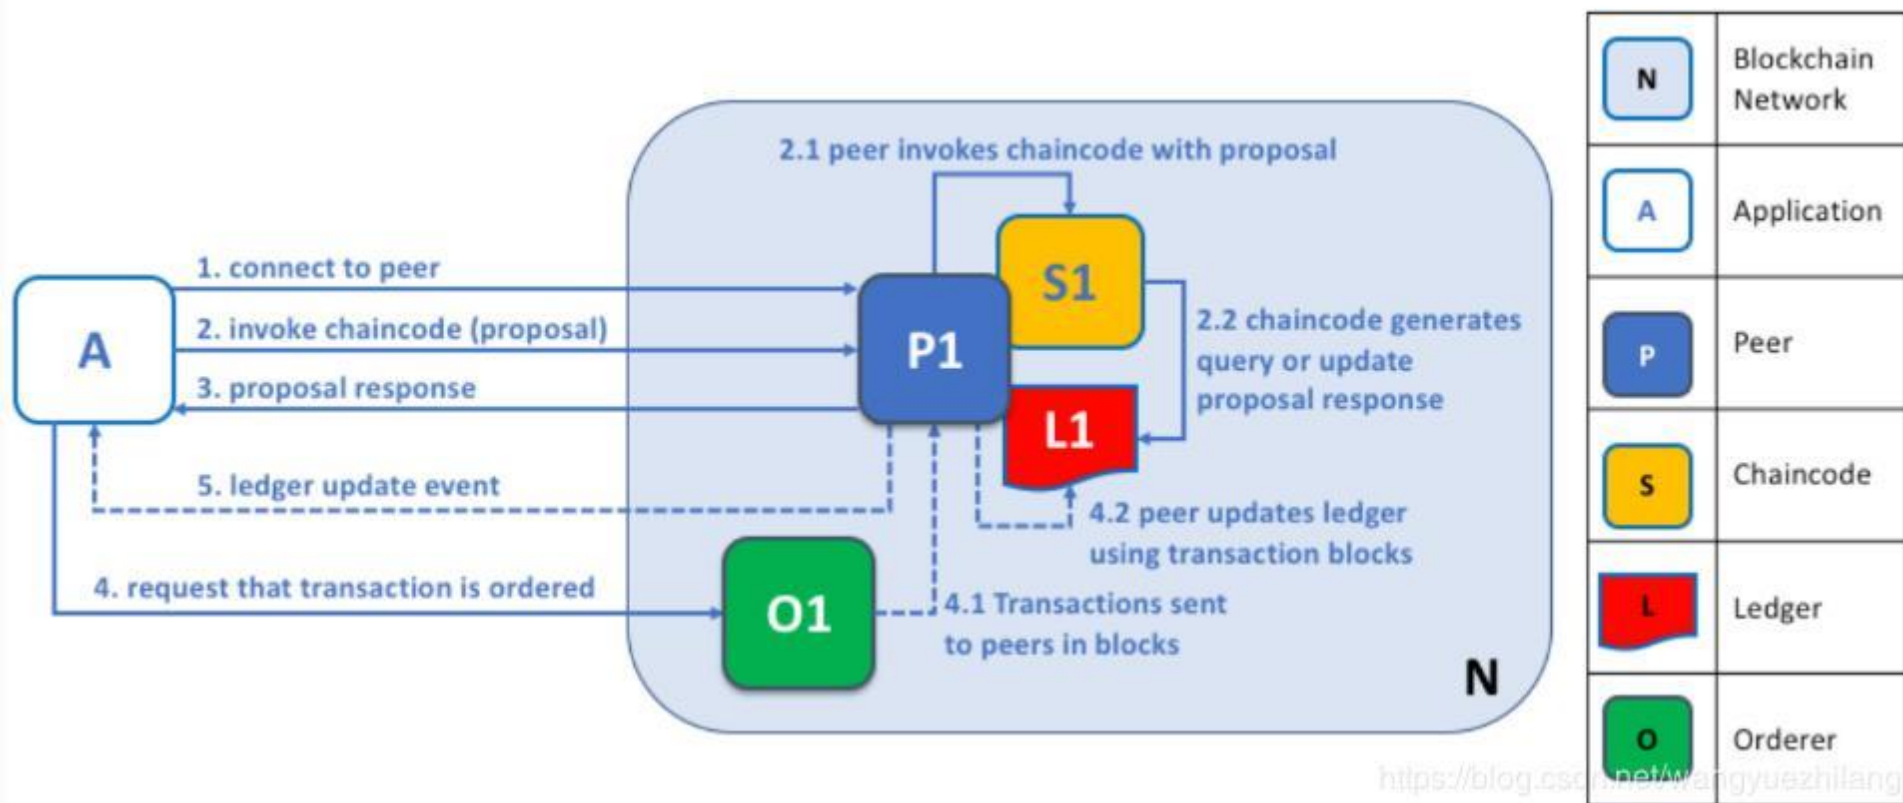 2.1 peer invokes chaincode with proposal
1. connect to peer
2. invoke chaincode (proposal)
3. proposal response
5. ledger update event
4. request that transaction is ordered
A
P1
S1
L1
O1
2.2 chaincode generates
query or update
proposal response
4.2 peer updates ledger
using transaction blocks
4.1 Transactions sent
to peers in blocks
N
N
Blockchain
Network
A
Application
P
Peer
S
Chaincode
L
Ledger
O
Orderer
https://blog.csdn.net/wangyuezhilang